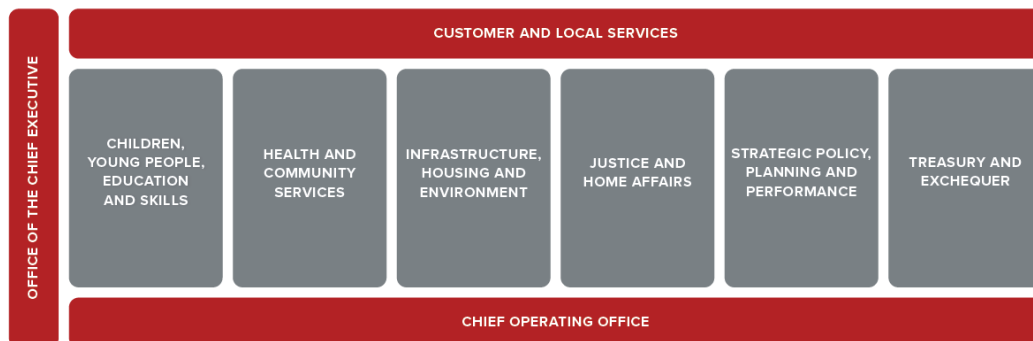 OFFICE OF THE CHIEF EXECUTIVE
CUSTOMER AND LOCAL SERVICES
CHILDREN,
YOUNG PEOPLE,
EDUCATION
AND SKILLS
HEALTH AND
COMMUNITY
SERVICES
INFRASTRUCTURE,
HOUSING AND
ENVIRONMENT
JUSTICE AND
HOME AFFAIRS
STRATEGIC POLICY,
PLANNING AND
PERFORMANCE
TREASURY AND
EXCHEQUER
CHIEF OPERATING OFFICE